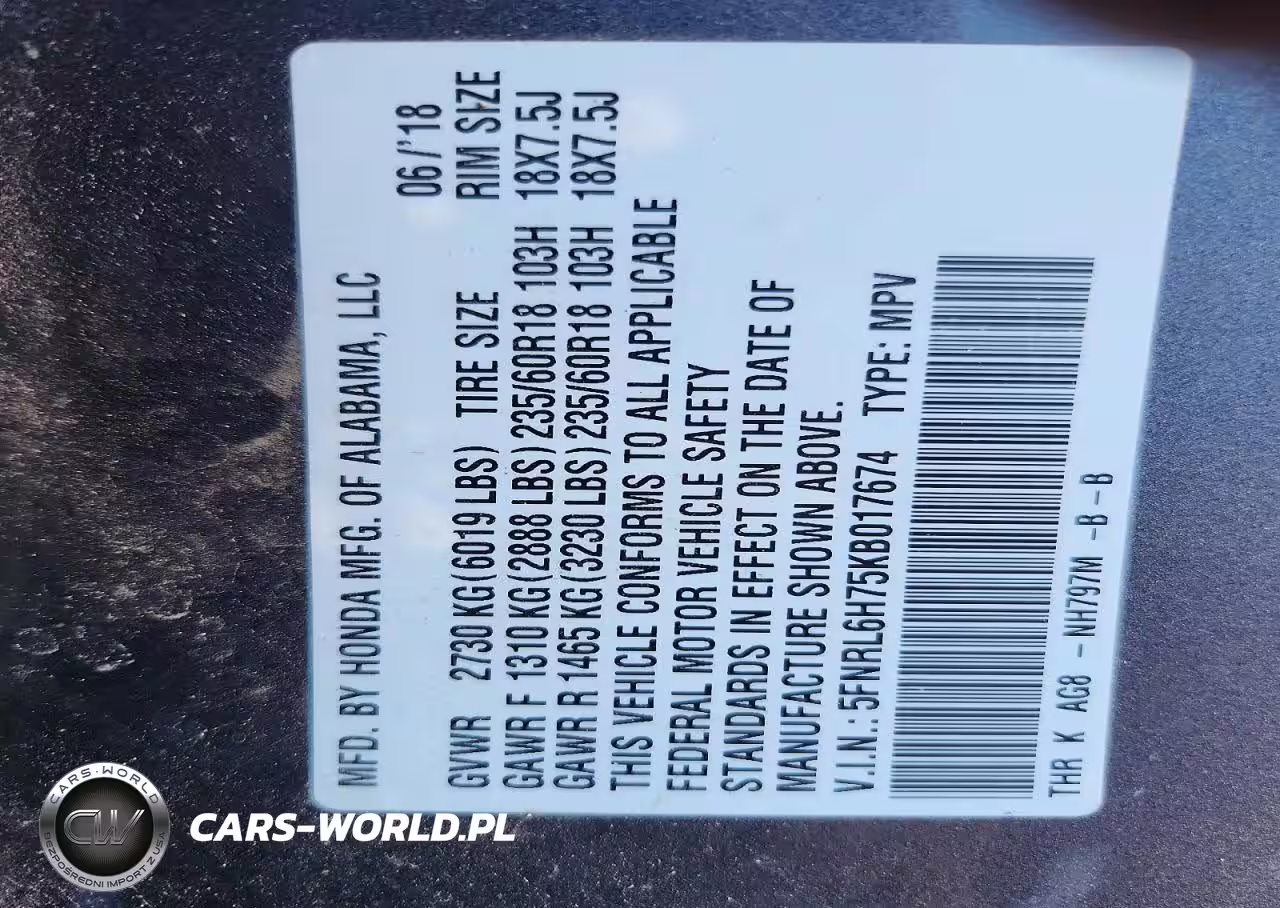 MFD. BY HONDA MFG. OF ALABAMA, LLC
06/'18
GVWR 2730 KG(6019 LBS) TIRE SIZE RIM SIZE
GAWR F 1310 KG(2888 LBS) 235/60R18 103H 18X7.5J
GAWR R 1465 KG(3230 LBS) 235/60R18 103H 18X7.5J
THIS VEHICLE CONFORMS TO ALL APPLICABLE
FEDERAL MOTOR VEHICLE SAFETY
STANDARDS IN EFFECT ON THE DATE OF
MANUFACTURE SHOWN ABOVE.
V.I.N.: 5FNRL6H75KB017674 TYPE: MPV
THR K AG8 -NH797M -B -B
CARS-WORLD
CW
BEZPOŚREDNI IMPORT Z USA
CARS-WORLD.PL